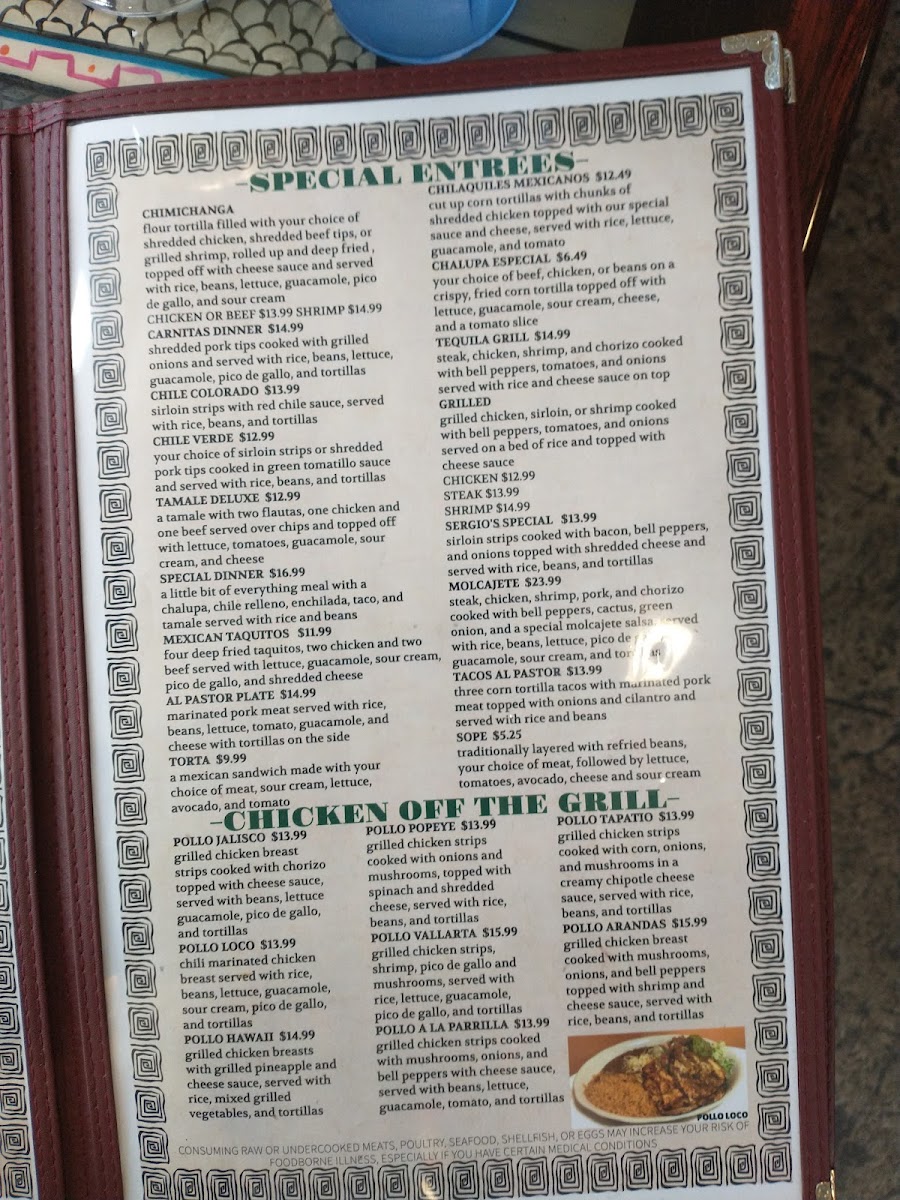 -SPECIAL ENTRÉES-
CHIMICHANGA
flour tortilla filled with your choice of
shredded chicken, shredded beef tips, or
grilled shrimp, rolled up and deep fried ,
topped off with cheese sauce and served
with rice, beans, lettuce, guacamole, pico
de gallo, and sour cream
CHICKEN OR BEEF $13.99 SHRIMP $14.99
CARNITAS DINNER $14.99
shredded pork tips cooked with grilled
onions and served with rice, beans, lettuce,
guacamole, pico de gallo, and tortillas
CHILE COLORADO $13.99
sirloin strips with red chile sauce, served
with rice, beans, and tortillas
CHILE VERDE $12.99
your choice of sirloin strips or shredded
pork tips cooked in green tomatillo sauce
and served with rice, beans, and tortillas
TAMALE DELUXE $12.99
a tamale with two flautas, one chicken and
one beef served over chips and topped off
with lettuce, tomatoes, guacamole, sour
cream, and cheese
SPECIAL DINNER $16.99
a little bit of everything meal with a
chalupa, chile relleno, enchilada, taco, and
tamale served with rice and beans
MEXICAN TAQUITOS $11.99
four deep fried taquitos, two chicken and two
beef served with lettuce, guacamole, sour cream,
pico de gallo, and shredded cheese
AL PASTOR PLATE $14.99
marinated pork meat served with rice,
beans, lettuce, tomato, guacamole, and
cheese with tortillas on the side
TORTA $9.99
a mexican sandwich made with your
choice of meat, sour cream, lettuce,
avocado, and tomato
CHILAQUILES MEXICANOS $12.49
cut up corn tortillas with chunks of
shredded chicken topped with our special
sauce and cheese, served with rice, lettuce,
guacamole, and tomato
CHALUPA ESPECIAL $6.49
your choice of beef, chicken, or beans on a
crispy, fried corn tortilla topped off with
lettuce, guacamole, sour cream, cheese,
and a tomato slice
TEQUILA GRILL $14.99
steak, chicken, shrimp, and chorizo cooked
with bell peppers, tomatoes, and onions
served with rice and cheese sauce on top
GRILLED
grilled chicken, sirloin, or shrimp cooked
with bell peppers, tomatoes, and onions
served on a bed of rice and topped with
cheese sauce
CHICKEN $12.99
STEAK $13.99
SHRIMP $14.99
SERGIO'S SPECIAL $13.99
sirloin strips cooked with bacon, bell peppers,
and onions topped with shredded cheese and
served with rice, beans, and tortillas
MOLCAJETE $23.99
steak, chicken, shrimp, pork, and chorizo
cooked with bell peppers, cactus, green
onion, and a special molcajete salsa, served
with rice, beans, lettuce, pico de
guacamole, sour cream, and
TACOS AL PASTOR $13.99
three corn tortilla tacos with marinated pork
meat topped with onions and cilantro and
served with rice and beans
SOPE $5.25
traditionally layered with refried beans,
your choice of meat, followed by lettuce,
tomatoes, avocado, cheese and sour cream
-CHICKEN OFF THE GRILL-
POLLO JALISCO $13.99
grilled chicken breast
strips cooked with chorizo
topped with cheese sauce,
served with beans, lettuce
guacamole, pico de gallo,
and tortillas
POLLO LOCO $13.99
chili marinated chicken
breast served with rice,
beans, lettuce, guacamole,
sour cream, pico de gallo,
and tortillas
POLLO HAWAII $14.99
grilled chicken breasts
with grilled pineapple and
cheese sauce, served with
rice, mixed grilled
vegetables, and tortillas
POLLO POPEYE $13.99
grilled chicken strips
cooked with onions and
mushrooms, topped with
spinach and shredded
cheese, served with rice,
beans, and tortillas
POLLO VALLARTA $15.99
grilled chicken strips,
shrimp, pico de gallo and
mushrooms, served with
rice, lettuce, guacamole,
pico de gallo, and tortillas
POLLO A LA PARRILLA $13.99
grilled chicken strips cooked
with mushrooms, onions, and
bell peppers with cheese sauce,
served with beans, lettuce,
guacamole, tomato, and tortillas
POLLO TAPATIO $13.99
grilled chicken strips
cooked with corn, onions,
and mushrooms in a
creamy chipotle cheese
sauce, served with rice,
beans, and tortillas
POLLO ARANDAS $15.99
grilled chicken breast
cooked with mushrooms,
onions, and bell peppers
topped with shrimp and
cheese sauce, served with
rice, beans, and tortillas
POLLO LOCO
CONSUMING RAW OR UNDERCOOKED MEATS, POULTRY, SEAFOOD, SHELLFISH, OR EGGS MAY INCREASE YOUR RISK OF
FOODBORNE ILLNESS, ESPECIALLY IF YOU HAVE CERTAIN MEDICAL CONDITIONS